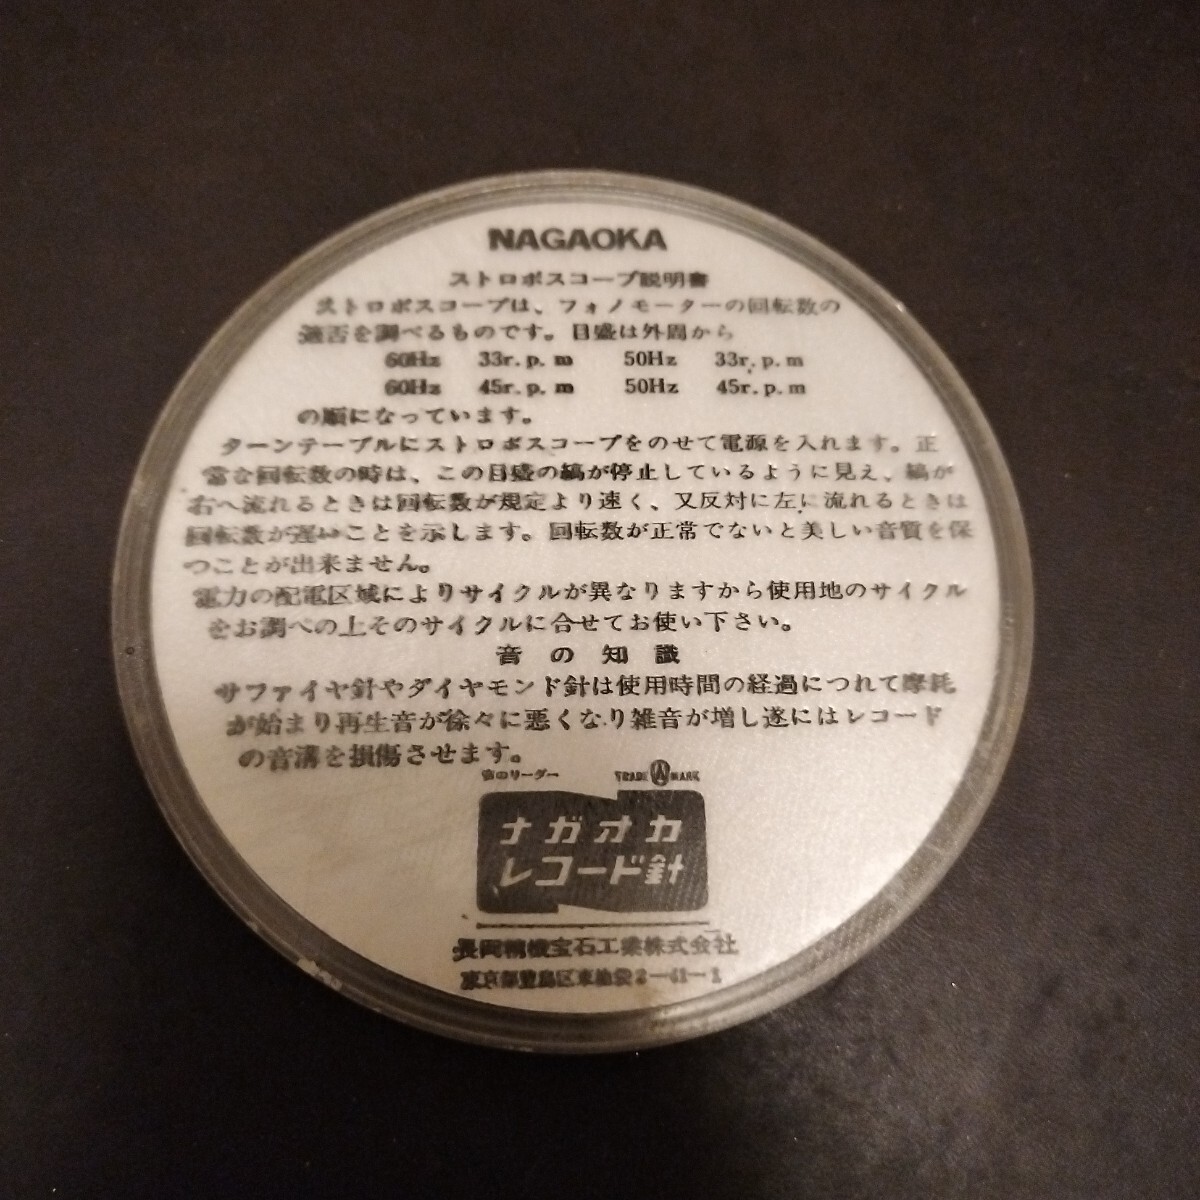 NAGAOKA
ストロボスコープ説明書
ストロボスコープは、フォノモーターの回転数の
適否を調べるものです。目盛は外周から
60Hz 33r.p.m 50Hz 33r.p.m
60Hz 45r.p.m 50Hz 45r.p.m
の順になっています。
ターンテーブルにストロボスコープをのせて電源を入れます。正
常な回転数の時は、この目盛の縞が停止しているように見え、縞が
右へ流れるときは回転数が規定より速く、又反対に左に流れるときは
回転数が遅いことを示します。回転数が正常でないと美しい音質を保
つことが出来ません。
電力の配電区域によりサイクルが異なりますから使用地のサイクル
をお調べの上そのサイクルに合せてお使い下さい。
音の知識
サファイヤ針やダイヤモンド針は使用時間の経過につれて摩耗
が始まり再生音が徐々に悪くなり雑音が増し遂にはレコード
の音溝を損傷させます。
音のリーダー TRADE MARK
ナガオカ
レコード針
長岡精機宝石工業株式会社
東京都豊島区東池袋2-41-1